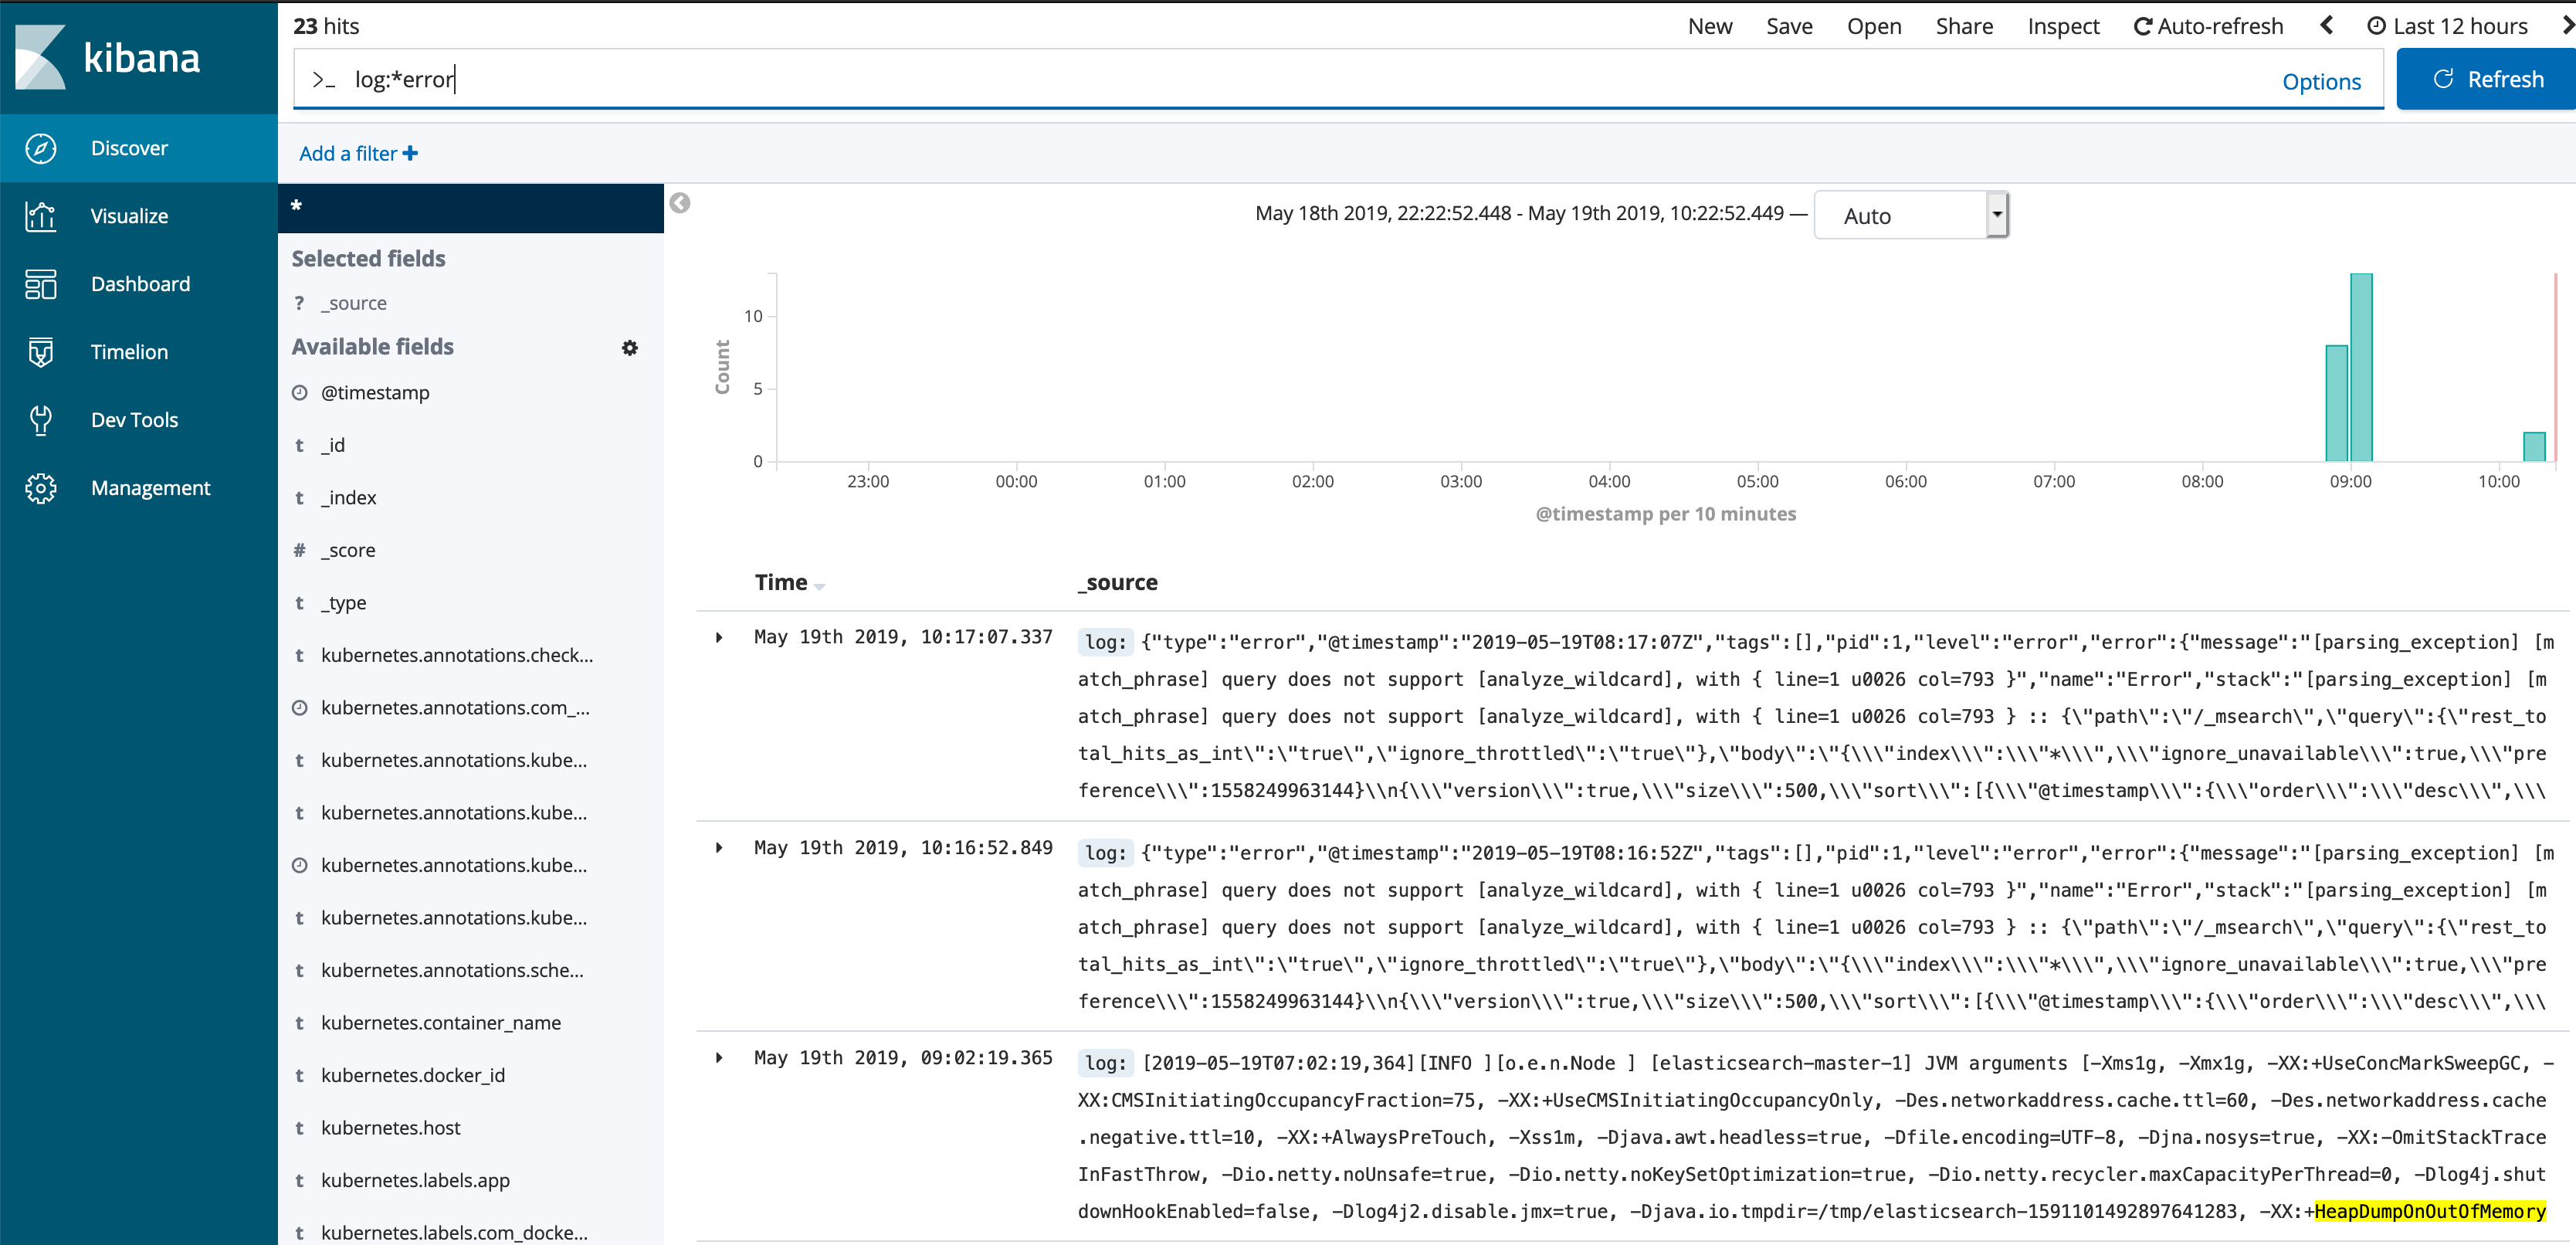 kibana
Discover
Visualize
Dashboard
Timelion
Dev Tools
Management
23 hits
New Save Open Share Inspect Auto-refresh Last 12 hours
>_ log:*error Options Refresh
Add a filter +
*
Selected fields
? _source
Available fields
@timestamp
t _id
t _index
# _score
t _type
t kubernetes.annotations.check...
kubernetes.annotations.com_...
t kubernetes.annotations.kube...
t kubernetes.annotations.kube...
kubernetes.annotations.kube...
t kubernetes.annotations.kube...
t kubernetes.annotations.sche...
t kubernetes.container_name
t kubernetes.docker_id
t kubernetes.host
t kubernetes.labels.app
t kubernetes.labels.com_docke...
May 18th 2019, 22:22:52.448 - May 19th 2019, 10:22:52.449 — Auto
Count
10
5
0
23:00 00:00 01:00 02:00 03:00 04:00 05:00 06:00 07:00 08:00 09:00 10:00
@timestamp per 10 minutes
Time _source
May 19th 2019, 10:17:07.337 log: {"type":"error","@timestamp":"2019-05-19T08:17:07Z","tags":[],"pid":1,"level":"error","error":{"message":"[parsing_exception] [m
atch_phrase] query does not support [analyze_wildcard], with { line=1 u0026 col=793 }","name":"Error","stack":"[parsing_exception] [m
atch_phrase] query does not support [analyze_wildcard], with { line=1 u0026 col=793 } :: {\"path\":\"/_msearch\",\"query\":{\"rest_to
tal_hits_as_int\":\"true\",\"ignore_throttled\":\"true\"},\"body\":\"{\\\"index\\\":\\\"*\\\",\\\"ignore_unavailable\\\":true,\\\"pre
ference\\\":1558249963144}\\n{\\\"version\\\":true,\\\"size\\\":500,\\\"sort\\\":[{\\\"@timestamp\\\":{\\\"order\\\":\\\"desc\\\",\\\
May 19th 2019, 10:16:52.849 log: {"type":"error","@timestamp":"2019-05-19T08:16:52Z","tags":[],"pid":1,"level":"error","error":{"message":"[parsing_exception] [m
atch_phrase] query does not support [analyze_wildcard], with { line=1 u0026 col=793 }","name":"Error","stack":"[parsing_exception] [m
atch_phrase] query does not support [analyze_wildcard], with { line=1 u0026 col=793 } :: {\"path\":\"/_msearch\",\"query\":{\"rest_to
tal_hits_as_int\":\"true\",\"ignore_throttled\":\"true\"},\"body\":\"{\\\"index\\\":\\\"*\\\",\\\"ignore_unavailable\\\":true,\\\"pre
ference\\\":1558249963144}\\n{\\\"version\\\":true,\\\"size\\\":500,\\\"sort\\\":[{\\\"@timestamp\\\":{\\\"order\\\":\\\"desc\\\",\\\
May 19th 2019, 09:02:19.365 log: [2019-05-19T07:02:19,364][INFO ][o.e.n.Node ] [elasticsearch-master-1] JVM arguments [-Xms1g, -Xmx1g, -XX:+UseConcMarkSweepGC, -
XX:CMSInitiatingOccupancyFraction=75, -XX:+UseCMSInitiatingOccupancyOnly, -Des.networkaddress.cache.ttl=60, -Des.networkaddress.cache
.negative.ttl=10, -XX:+AlwaysPreTouch, -Xss1m, -Djava.awt.headless=true, -Dfile.encoding=UTF-8, -Djna.nosys=true, -XX:-OmitStackTrace
InFastThrow, -Dio.netty.noUnsafe=true, -Dio.netty.noKeySetOptimization=true, -Dio.netty.recycler.maxCapacityPerThread=0, -Dlog4j.shut
downHookEnabled=false, -Dlog4j2.disable.jmx=true, -Djava.io.tmpdir=/tmp/elasticsearch-1591101492897641283, -XX:+HeapDumpOnOutOfMemory